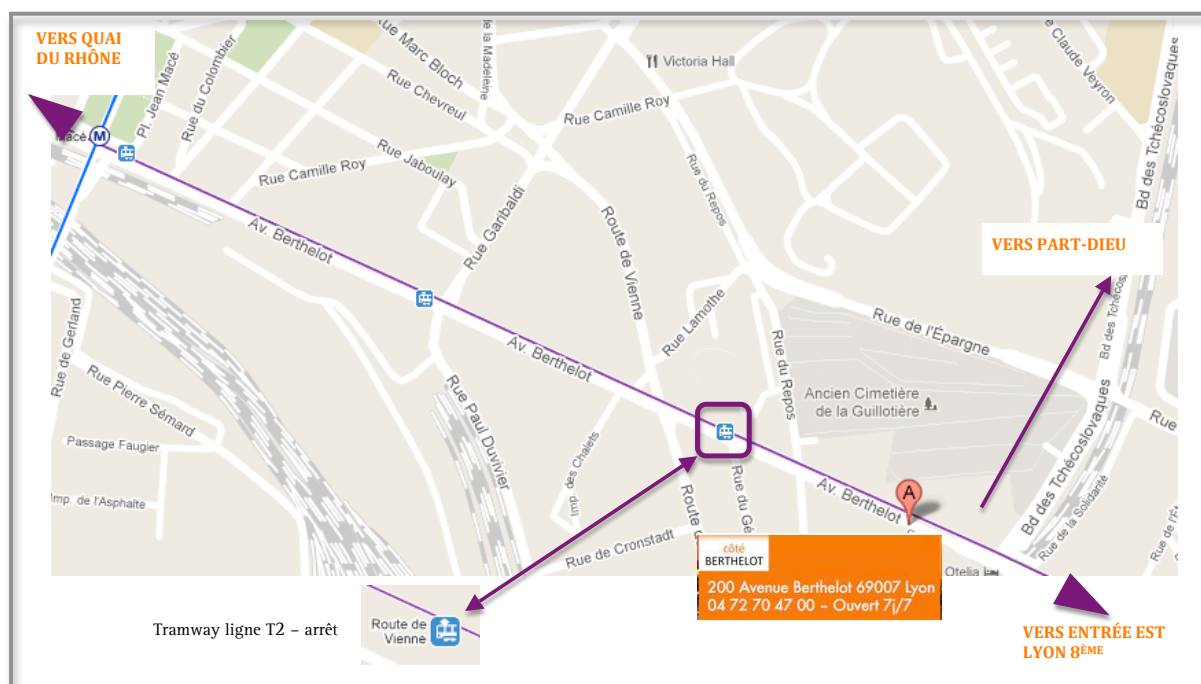 VERS QUAI
DU RHÔNE
Pl. Jean Macé
Rue du Colombier
Rue Marc Bloch
Rue Chevreul
de la Madeleine
Victoria Hall
Rue Camille Roy
Claude Veyron
Bd des Tchécoslovaques
Macé
M
Rue Camille Roy
Rue Jaboulay
Rue Garibaldi
Rue du Repos
Route de Vienne
Av. Berthelot
VERS PART-DIEU
Bd des Tchécos
Rue de Gerland
Rue Lamothe
Rue de l'Épargne
Av. Berthelot
Rue du Repos
Rue Pierre Sémard
Rue Paul Duvivier
Ancien Cimetière
de la Guillotière
Bd des Tchécoslovaques
Rue
Passage Faugier
Imp. des Chalets
Imp. de l'Asphalte
Route
Rue du Gé
Av. Berthelot
A
Rue de la Solidarité
Rue de l'É
Rue de Cronstadt
Otelia
côté
BERTHELOT
200 Avenue Berthelot 69007 Lyon
04 72 70 47 00 – Ouvert 7j/7
Tramway ligne T2 – arrêt
Route de
Vienne
VERS ENTRÉE EST
LYON 8ÈME